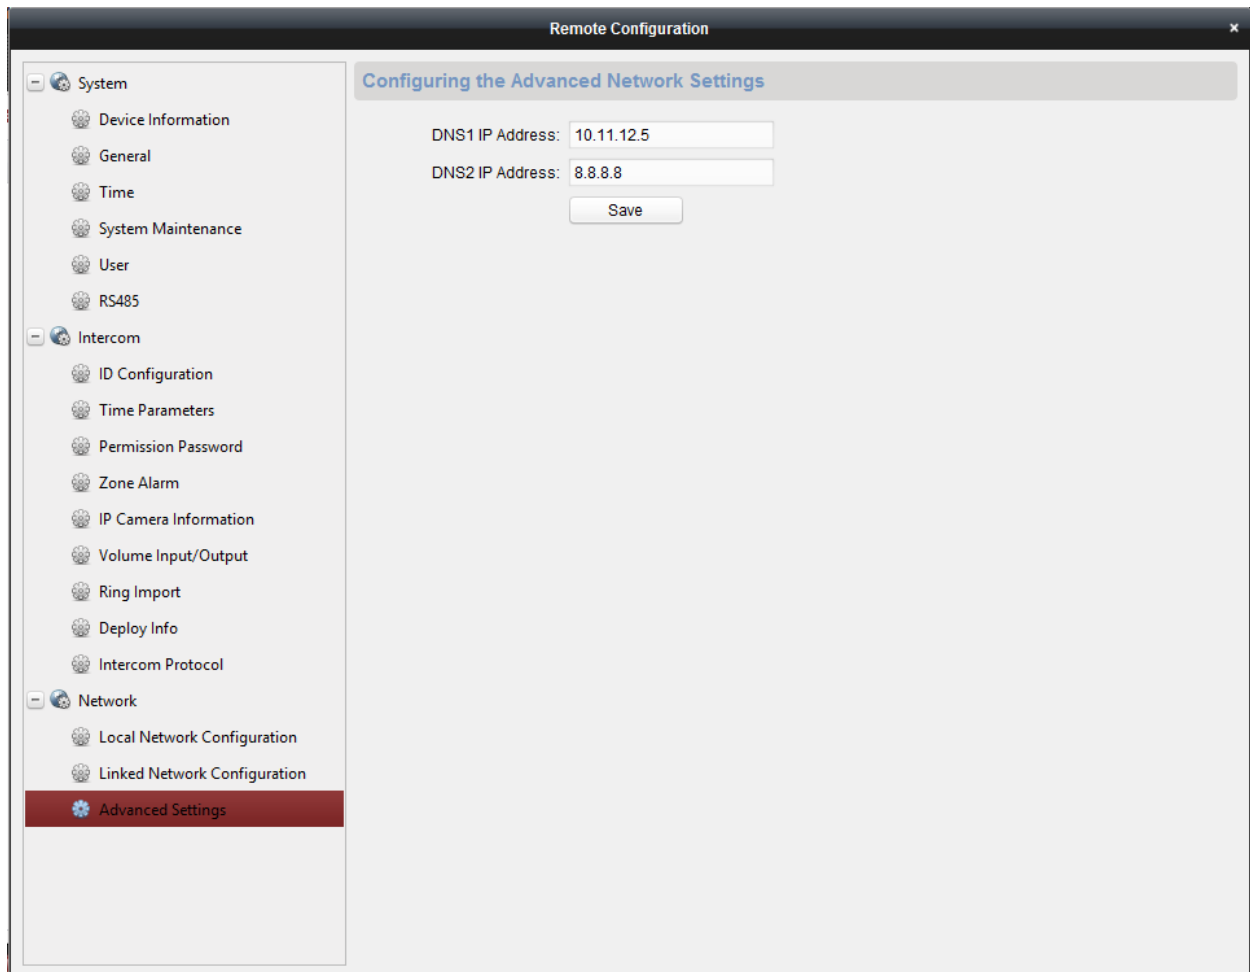 Remote Configuration ×
System
Device Information
General
Time
System Maintenance
User
RS485
Intercom
ID Configuration
Time Parameters
Permission Password
Zone Alarm
IP Camera Information
Volume Input/Output
Ring Import
Deploy Info
Intercom Protocol
Network
Local Network Configuration
Linked Network Configuration
Advanced Settings
Configuring the Advanced Network Settings
DNS1 IP Address: 10.11.12.5
DNS2 IP Address: 8.8.8.8
Save